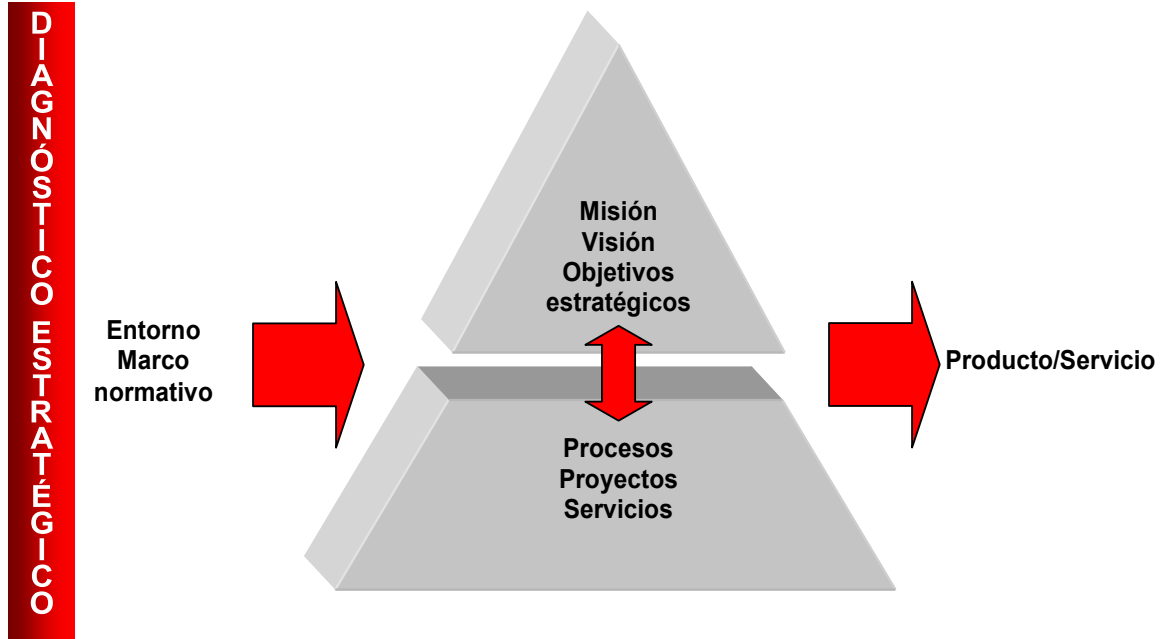 DIAGNÓSTICO ESTRATÉGICO
Misión
Visión
Objetivos
estratégicos
Entorno
Marco
normativo
Producto/Servicio
Procesos
Proyectos
Servicios